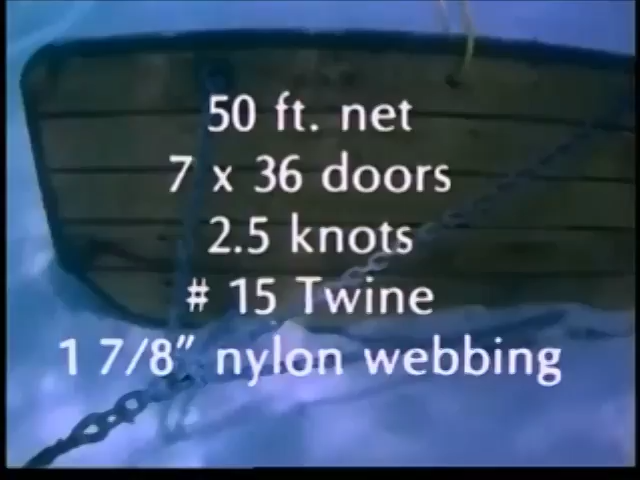 50 ft. net
7 x 36 doors
2.5 knots
# 15 Twine
1 7/8" nylon webbing